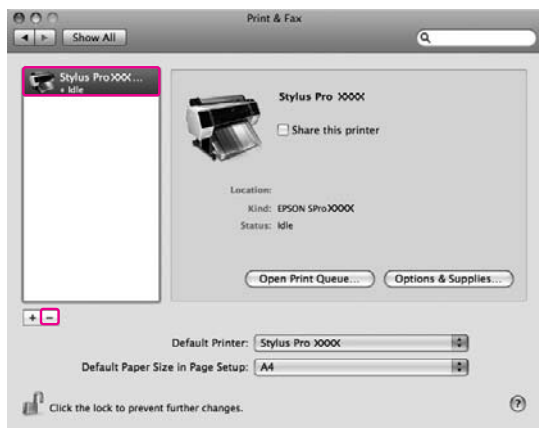 Print & Fax
Show All
Stylus Pro XXX...
• Idle
Stylus Pro XXXX
Share this printer
Location:
Kind: EPSON SPro XXXX
Status: Idle
Open Print Queue...
Options & Supplies...
+ −
Default Printer: Stylus Pro XXXX
Default Paper Size in Page Setup: A4
Click the lock to prevent further changes.
?